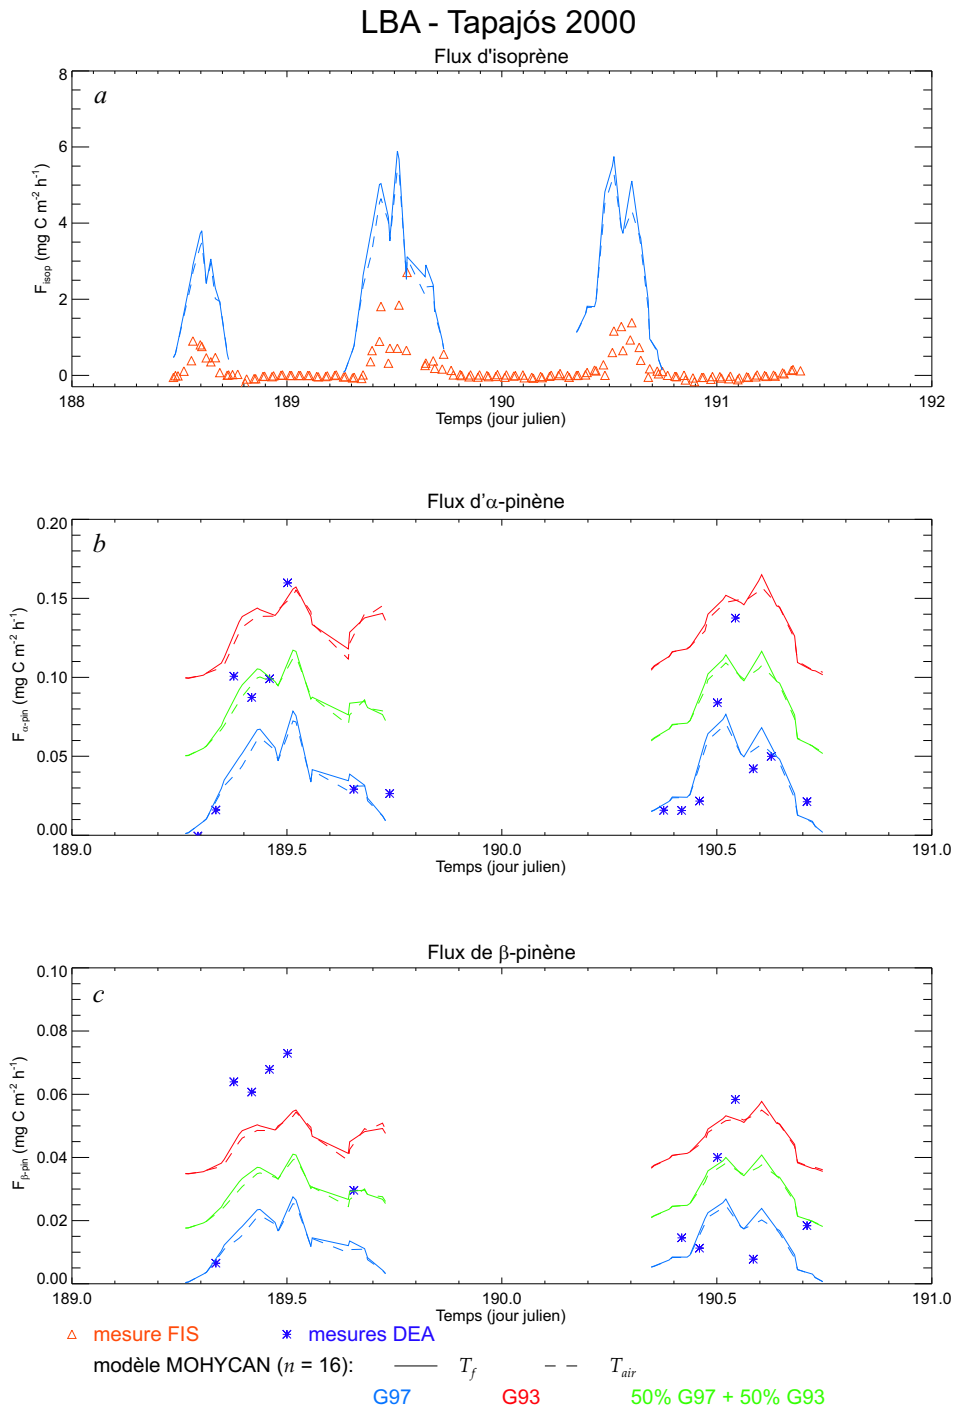 LBA - Tapajós 2000
Flux d'isoprène
a
F_isop (mg C m⁻² h⁻¹)
8
6
4
2
0
188 189 190 191 192
Temps (jour julien)
Flux d'α-pinène
b
F_α-pin (mg C m⁻² h⁻¹)
0.20
0.15
0.10
0.05
0.00
189.0 189.5 190.0 190.5 191.0
Temps (jour julien)
Flux de β-pinène
c
F_β-pin (mg C m⁻² h⁻¹)
0.10
0.08
0.06
0.04
0.02
0.00
189.0 189.5 190.0 190.5 191.0
Temps (jour julien)
mesure FIS mesures DEA
modèle MOHYCAN (n = 16): T_f T_air
G97 G93 50% G97 + 50% G93